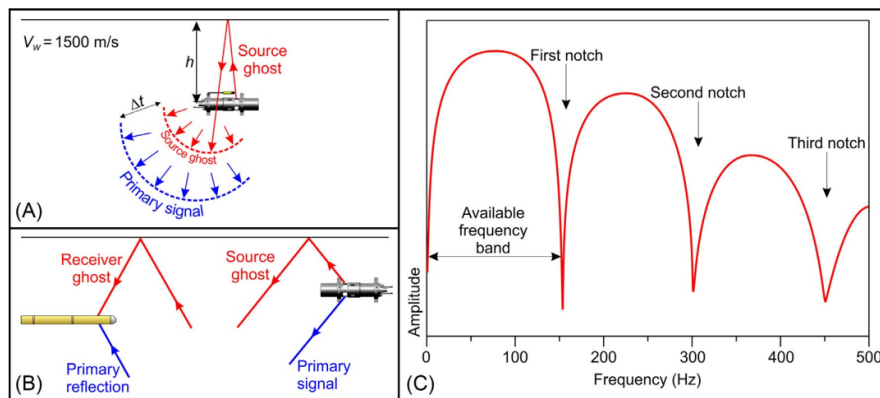 V_w = 1500 m/s
h
Source
ghost
Δt
Source ghost
Primary signal
(A)
Receiver
ghost
Source
ghost
Primary
reflection
Primary
signal
(B)
First notch
Second notch
Third notch
Available
frequency
band
Amplitude
0 100 200 300 400 500
Frequency (Hz)
(C)